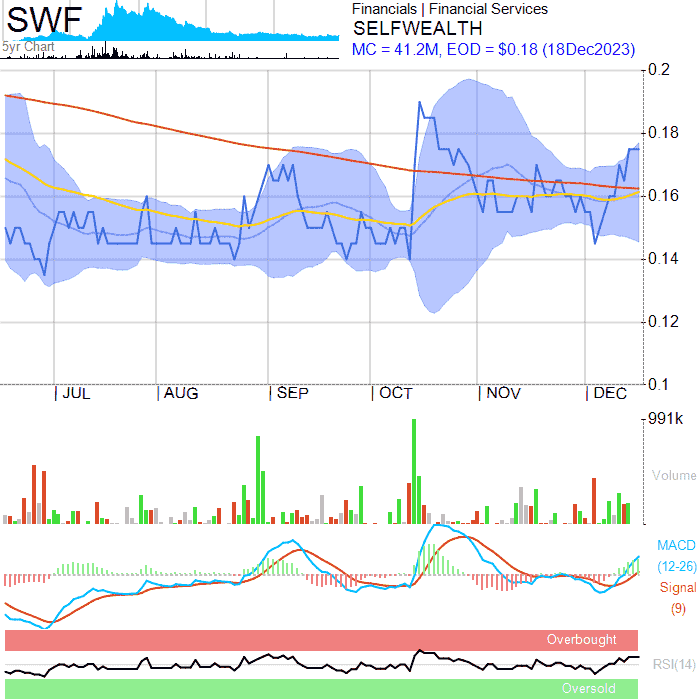 SWF
5yr Chart
Financials | Financial Services
SELFWEALTH
MC = 41.2M, EOD = $0.18 (18Dec2023)
0.2
0.18
0.16
0.14
0.12
0.1
| JUL | AUG | SEP | OCT | NOV | DEC
991k
Volume
MACD
(12-26)
Signal
(9)
Overbought
RSI(14)
Oversold